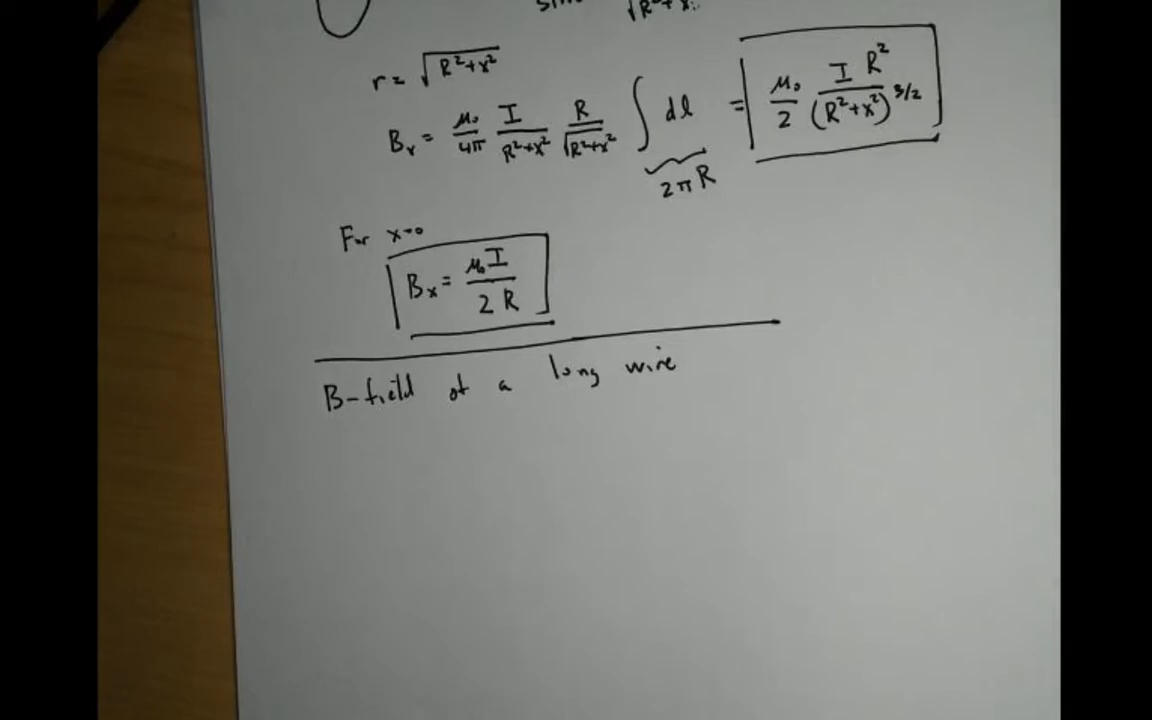 r = √(R²+x²)
Bₓ = μ₀/4π I/(R²+x²) R/√(R²+x²) ∫ dl = μ₀/2 I R²/(R²+x²)^3/2
2πR
For x=0
Bₓ = μ₀I/2R
B-field of a long wire